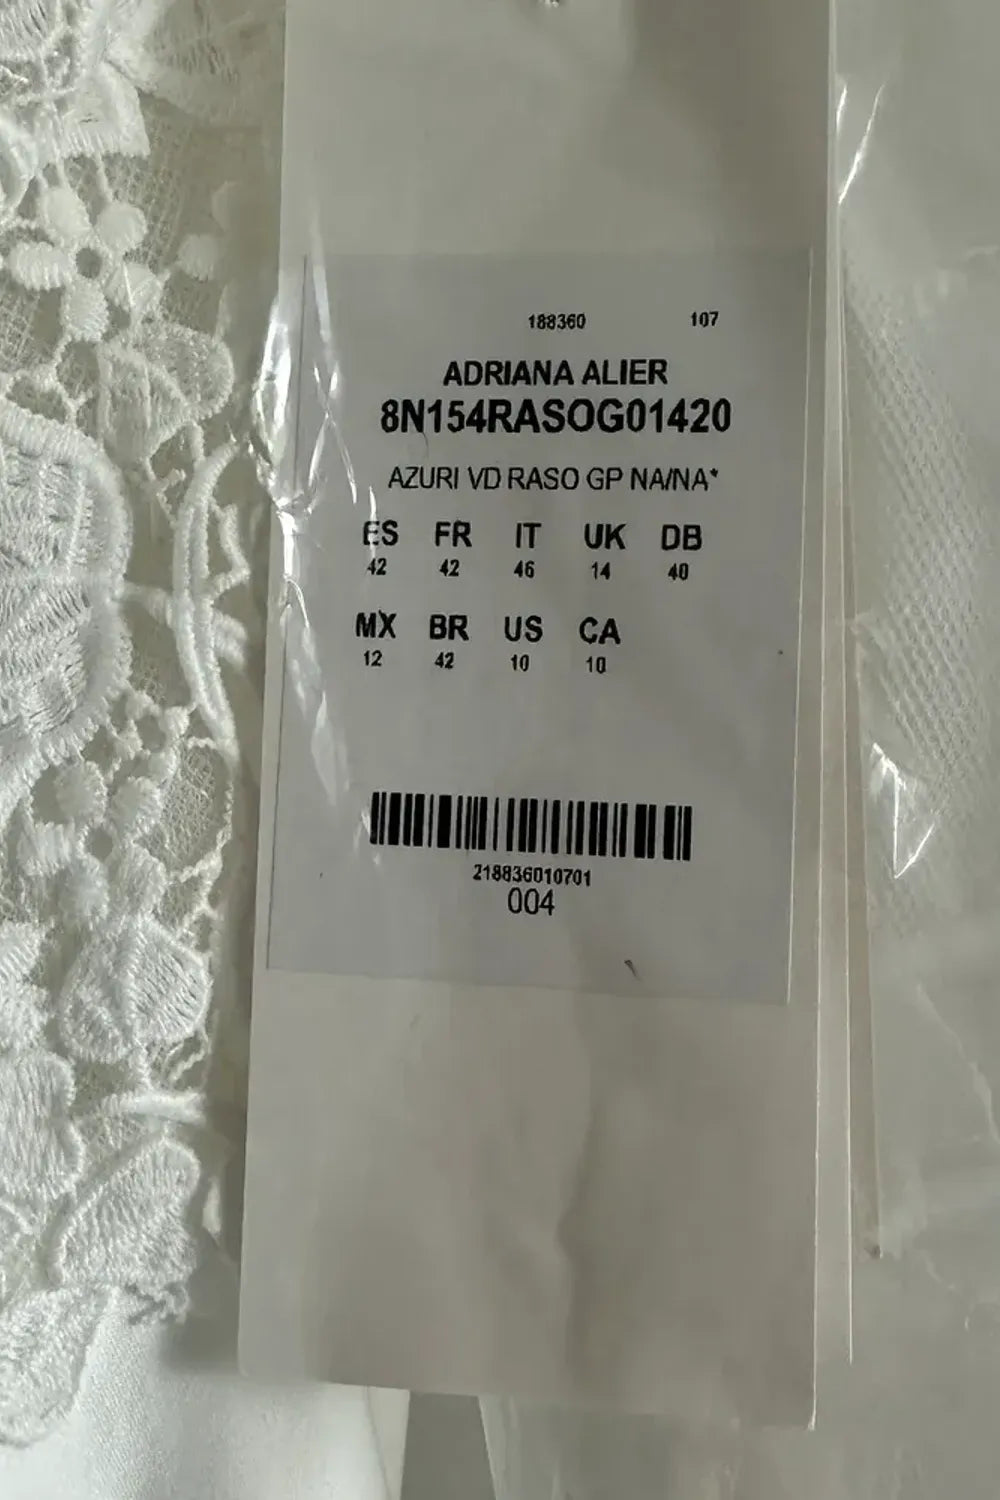 188360 107
ADRIANA ALIER
8N154RASOG01420
AZURI VD RASO GP NA/NA*
ES FR IT UK DB
42 42 46 14 40
MX BR US CA
12 42 10 10
218836010701
004